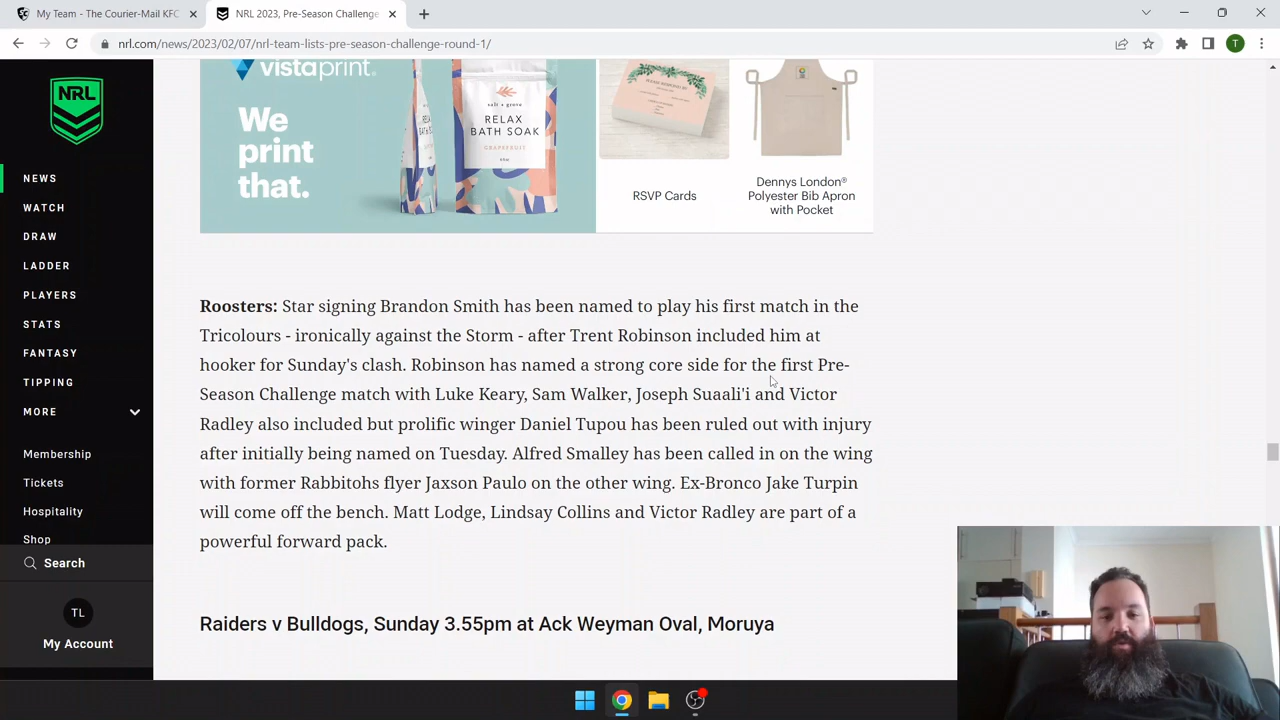 My Team - The Courier-Mail KFC
NRL 2023, Pre-Season Challenge
nrl.com/news/2023/02/07/nrl-team-lists-pre-season-challenge-round-1/
T
NRL
NEWS
WATCH
DRAW
LADDER
PLAYERS
STATS
FANTASY
TIPPING
MORE
Membership
Tickets
Hospitality
Shop
Search
TL
My Account
vistaprint.
We
print
that.
salt + grove
RELAX
BATH SOAK
GRAPEFRUIT
RSVP Cards
Dennys London®
Polyester Bib Apron
with Pocket
Roosters: Star signing Brandon Smith has been named to play his first match in the
Tricolours - ironically against the Storm - after Trent Robinson included him at
hooker for Sunday's clash. Robinson has named a strong core side for the first Pre-
Season Challenge match with Luke Keary, Sam Walker, Joseph Suaali'i and Victor
Radley also included but prolific winger Daniel Tupou has been ruled out with injury
after initially being named on Tuesday. Alfred Smalley has been called in on the wing
with former Rabbitohs flyer Jaxson Paulo on the other wing. Ex-Bronco Jake Turpin
will come off the bench. Matt Lodge, Lindsay Collins and Victor Radley are part of a
powerful forward pack.
Raiders v Bulldogs, Sunday 3.55pm at Ack Weyman Oval, Moruya